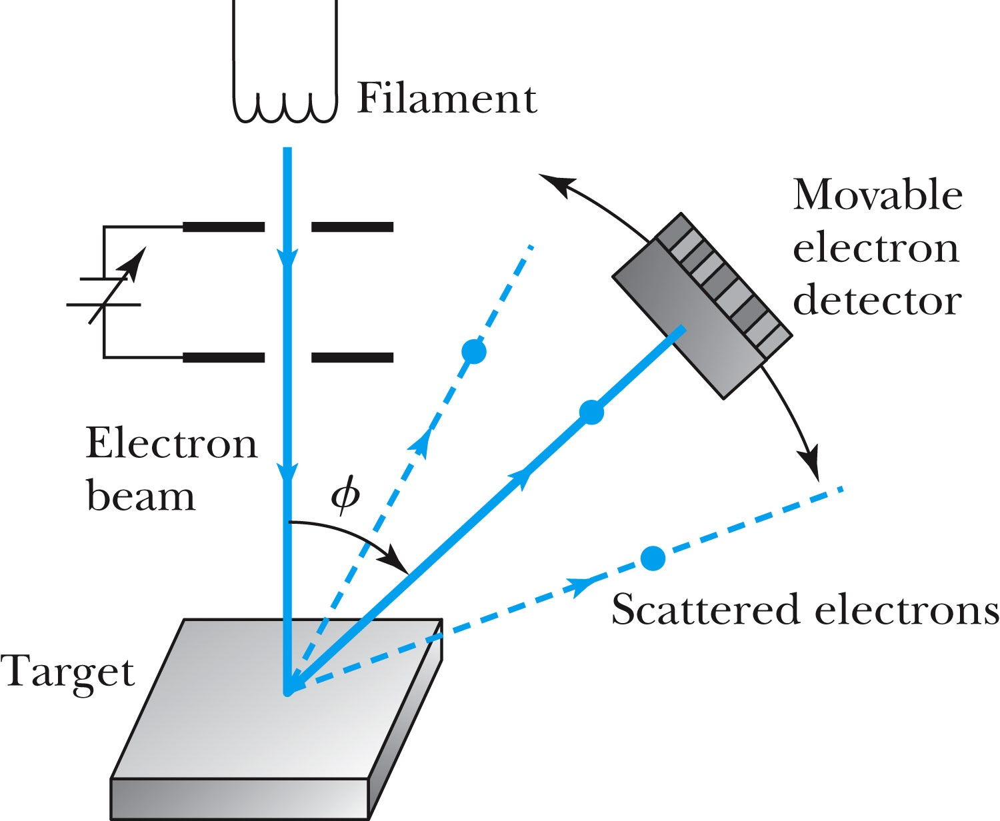 Filament
Movable
electron
detector
Electron
beam
ϕ
Scattered electrons
Target